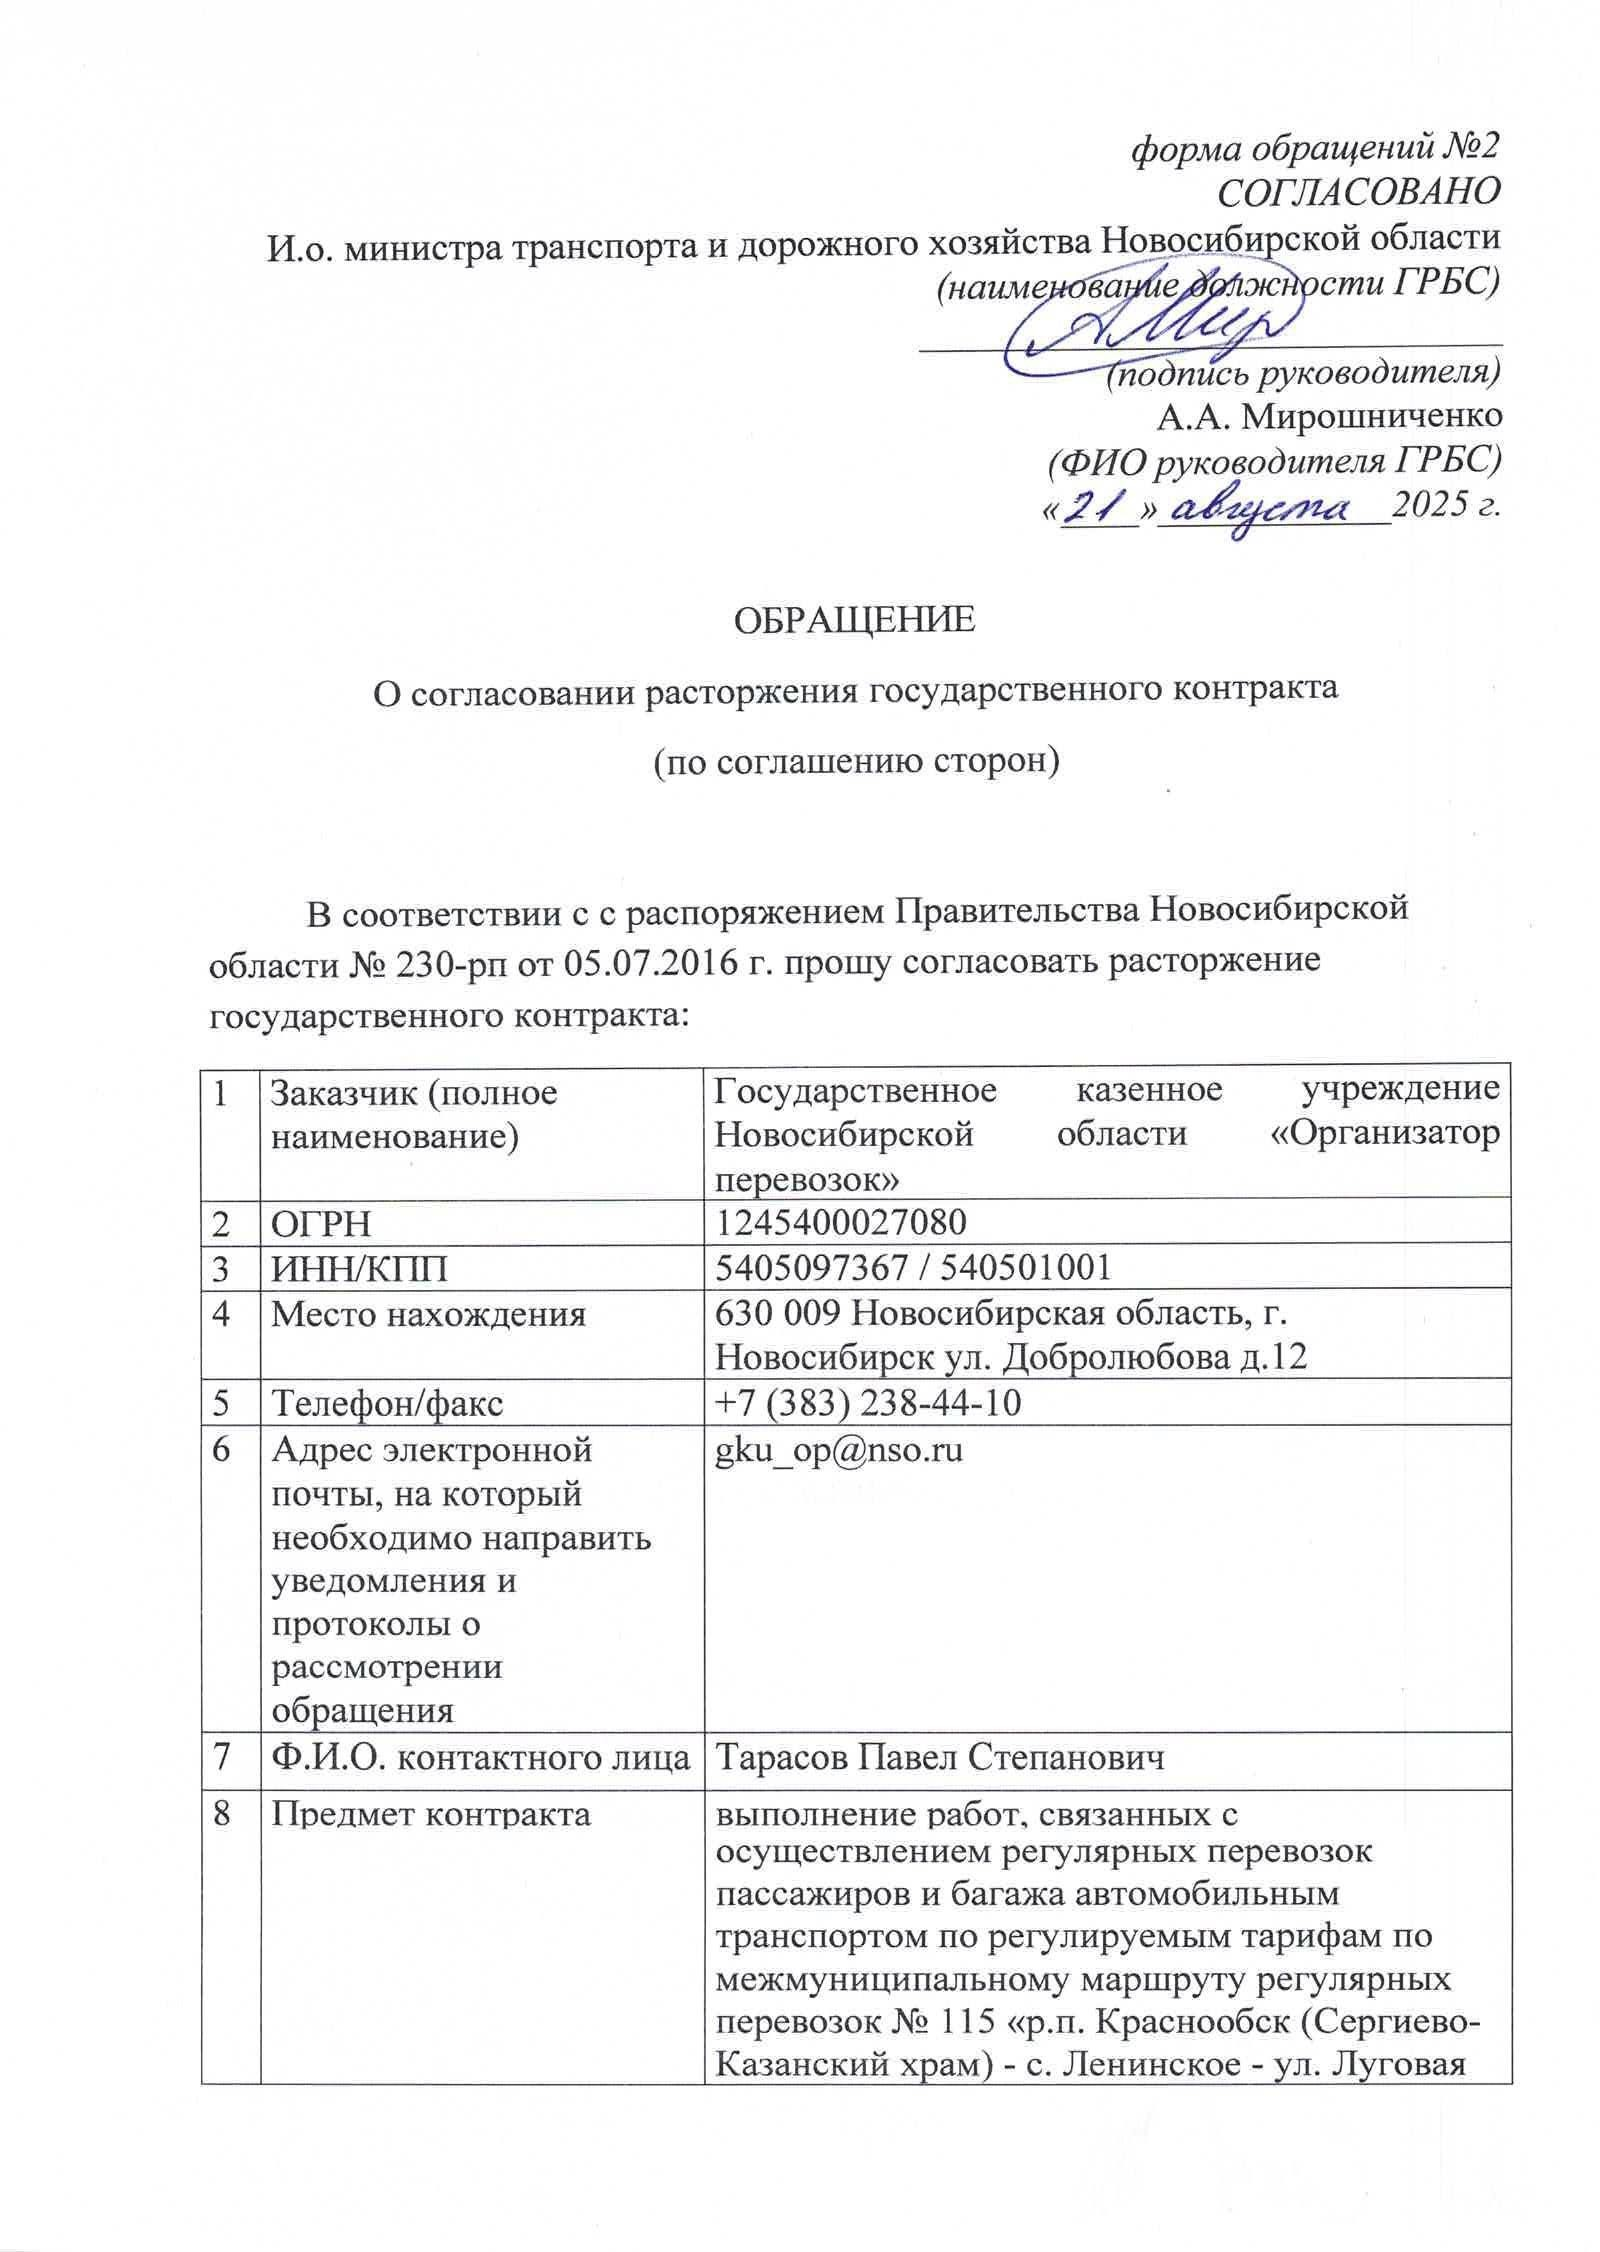 форма обращений №2
СОГЛАСОВАНО
И.о. министра транспорта и дорожного хозяйства Новосибирской области
(наименование должности ГРБС)
(подпись руководителя)
А.А. Мирошниченко
(ФИО руководителя ГРБС)
«21» августа 2025 г.
ОБРАЩЕНИЕ
О согласовании расторжения государственного контракта
(по соглашению сторон)
В соответствии с с распоряжением Правительства Новосибирской
области № 230-рп от 05.07.2016 г. прошу согласовать расторжение
государственного контракта:
1 Заказчик (полное наименование) Государственное казенное учреждение
Новосибирской области «Организатор
перевозок»
2 ОГРН 1245400027080
3 ИНН/КПП 5405097367 / 540501001
4 Место нахождения 630 009 Новосибирская область, г.
Новосибирск ул. Добролюбова д.12
5 Телефон/факс +7 (383) 238-44-10
6 Адрес электронной gku_op@nso.ru
почты, на который
необходимо направить
уведомления и
протоколы о
рассмотрении
обращения
7 Ф.И.О. контактного лица Тарасов Павел Степанович
8 Предмет контракта выполнение работ, связанных с
осуществлением регулярных перевозок
пассажиров и багажа автомобильным
транспортом по регулируемым тарифам по
межмуниципальному маршруту регулярных
перевозок № 115 «р.п. Краснообск (Сергиево-
Казанский храм) - с. Ленинское - ул. Луговая